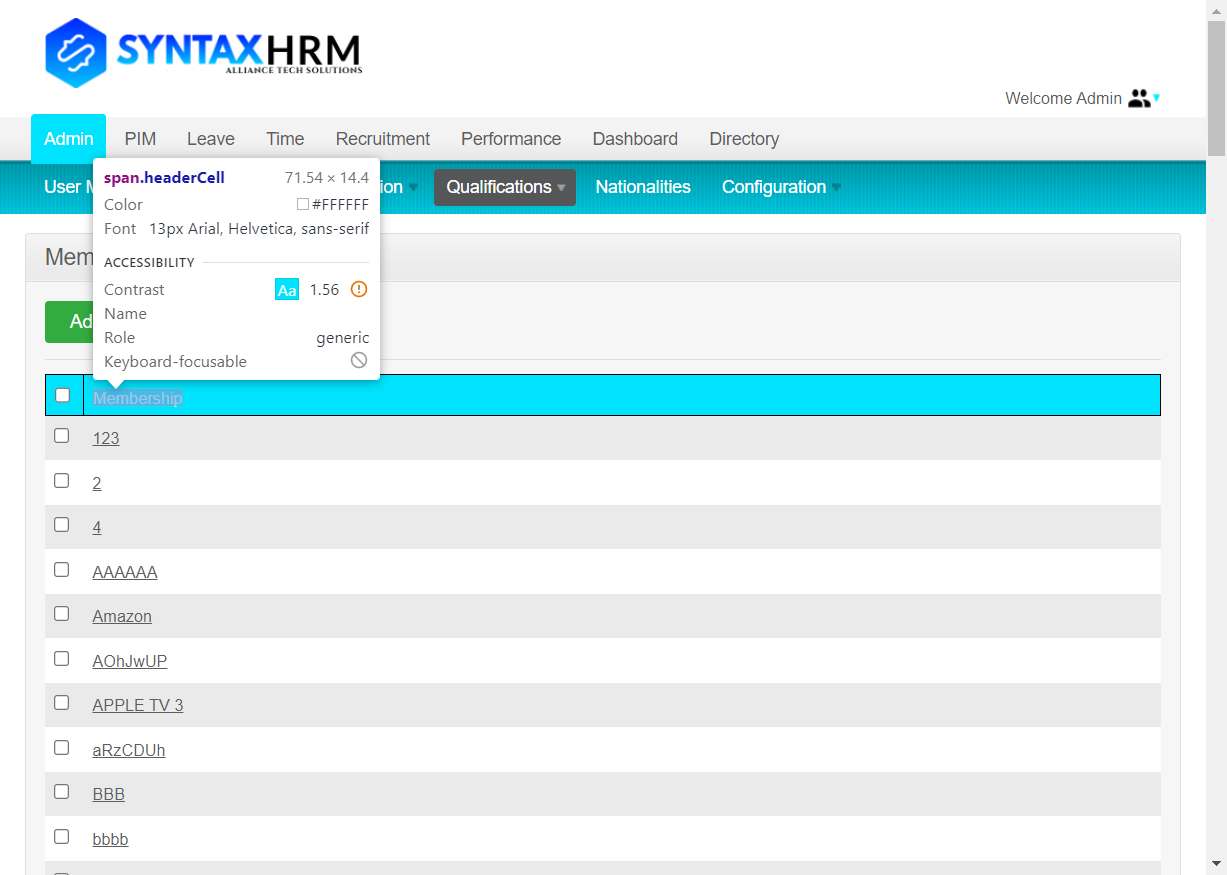 SYNTAXHRM
ALLIANCE TECH SOLUTIONS
Welcome Admin
Admin PIM Leave Time Recruitment Performance Dashboard Directory
User M ion Qualifications Nationalities Configuration
span.headerCell 71.54 × 14.4
Color #FFFFFF
Font 13px Arial, Helvetica, sans-serif
ACCESSIBILITY
Contrast Aa 1.56
Name
Role generic
Keyboard-focusable
Mem
Ad
Membership
123
2
4
AAAAAA
Amazon
AOhJwUP
APPLE TV 3
aRzCDUh
BBB
bbbb